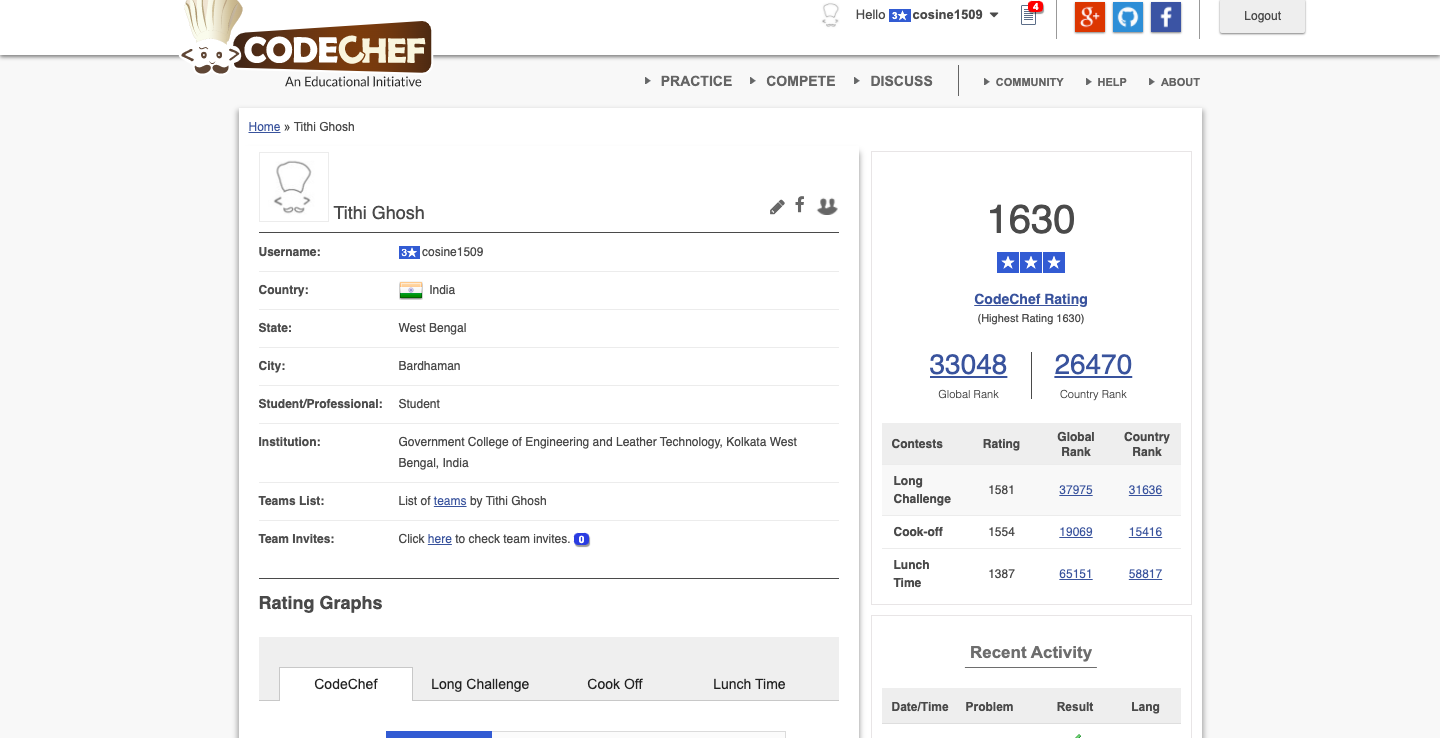 Hello 3★ cosine1509
4
Logout
CODECHEF
An Educational Initiative
PRACTICE COMPETE DISCUSS COMMUNITY HELP ABOUT
Home » Tithi Ghosh
Tithi Ghosh
Username: 3★ cosine1509
Country: India
State: West Bengal
City: Bardhaman
Student/Professional: Student
Institution: Government College of Engineering and Leather Technology, Kolkata West
Bengal, India
Teams List: List of teams by Tithi Ghosh
Team Invites: Click here to check team invites. 0
Rating Graphs
CodeChef Long Challenge Cook Off Lunch Time
1630
★★★
CodeChef Rating
(Highest Rating 1630)
33048 26470
Global Rank Country Rank
Contests Rating Global Rank Country Rank
Long Challenge 1581 37975 31636
Cook-off 1554 19069 15416
Lunch Time 1387 65151 58817
Recent Activity
Date/Time Problem Result Lang